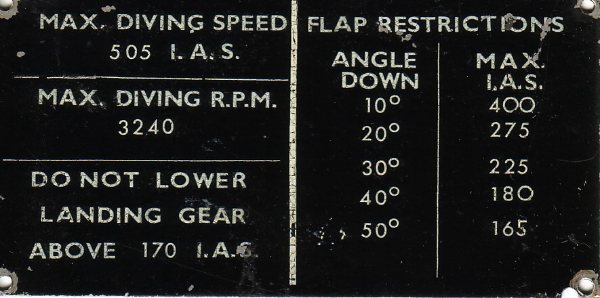 MAX. DIVING SPEED
505 I.A.S.
MAX. DIVING R.P.M.
3240
DO NOT LOWER
LANDING GEAR
ABOVE 170 I.A.S.
FLAP RESTRICTIONS
ANGLE DOWN MAX. I.A.S.
10° 400
20° 275
30° 225
40° 180
50° 165